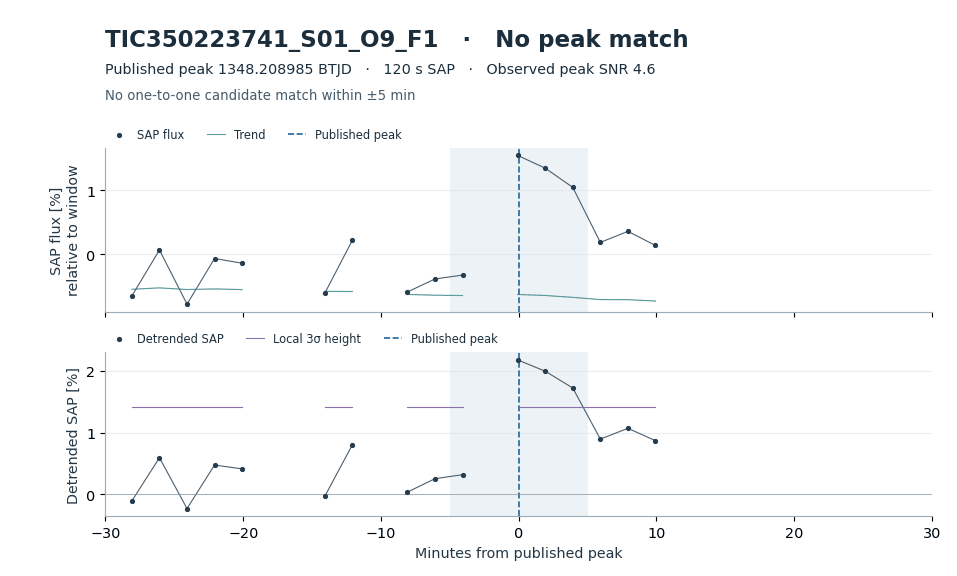 TIC350223741_S01_O9_F1 · No peak match
Published peak 1348.208985 BTJD · 120 s SAP · Observed peak SNR 4.6
No one-to-one candidate match within ±5 min
SAP flux Trend Published peak
SAP flux [%]
relative to window
1
0
Detrended SAP Local 3σ height Published peak
Detrended SAP [%]
2
1
0
−30 −20 −10 0 10 20 30
Minutes from published peak